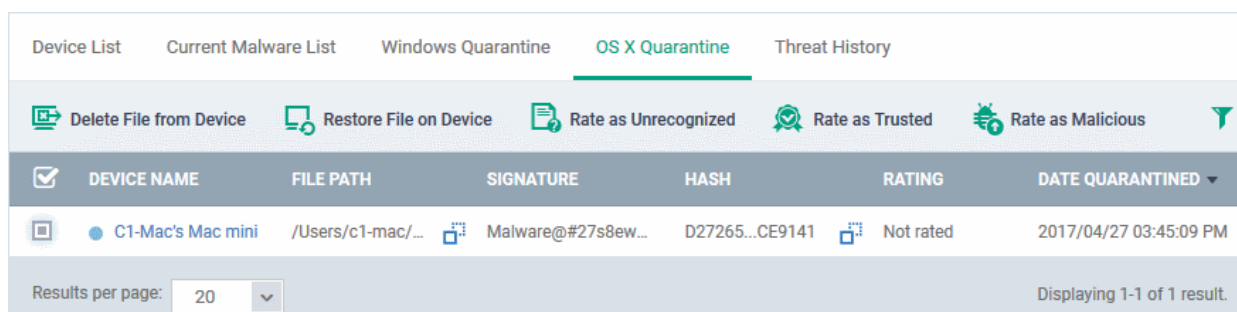 Device List Current Malware List Windows Quarantine OS X Quarantine Threat History
Delete File from Device Restore File on Device Rate as Unrecognized Rate as Trusted Rate as Malicious
DEVICE NAME FILE PATH SIGNATURE HASH RATING DATE QUARANTINED
C1-Mac's Mac mini /Users/c1-mac/... Malware@#27s8ew... D27265...CE9141 Not rated 2017/04/27 03:45:09 PM
Results per page: 20 Displaying 1-1 of 1 result.